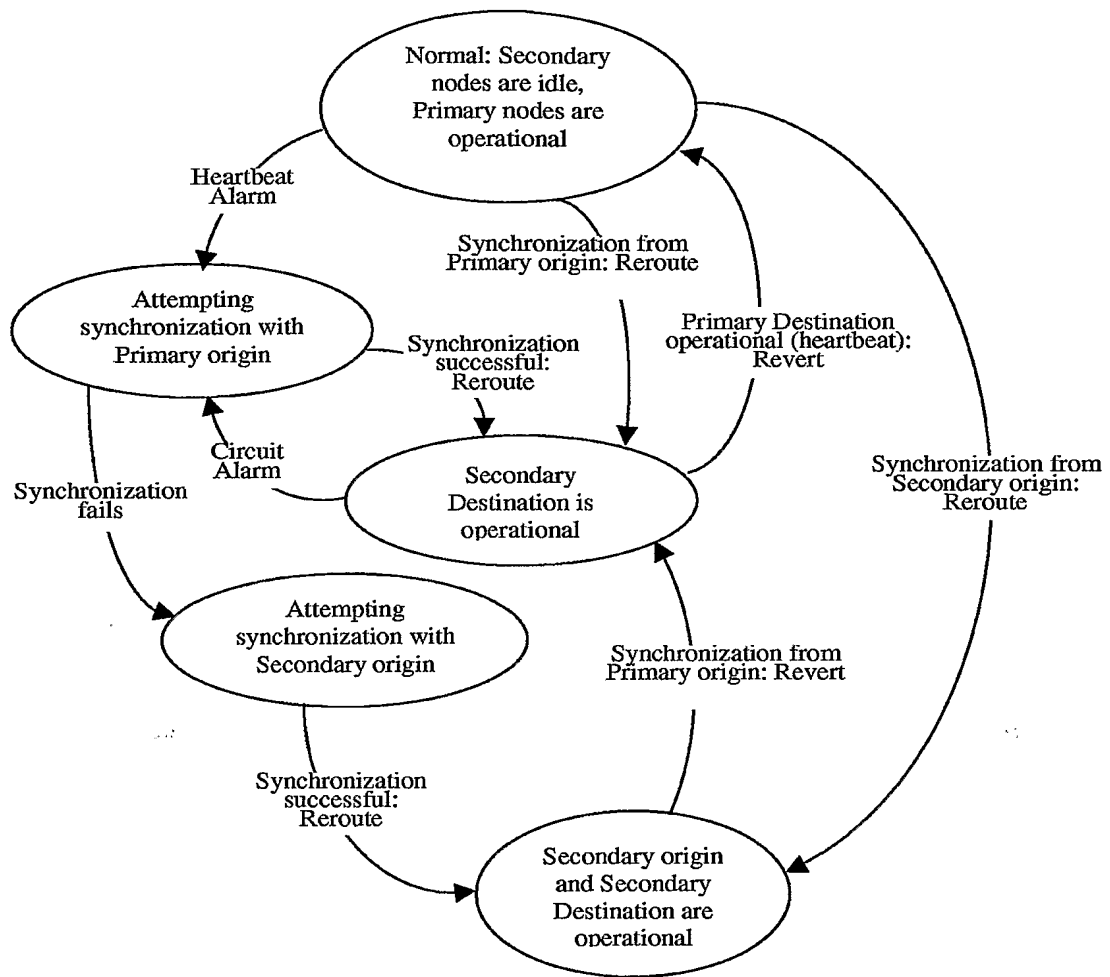 Normal: Secondary
nodes are idle,
Primary nodes are
operational
Heartbeat
Alarm
Synchronization from
Primary origin: Reroute
Attempting
synchronization with
Primary origin
Primary Destination
operational (heartbeat):
Revert
Synchronization
successful:
Reroute
Circuit
Alarm
Synchronization from
Secondary origin:
Reroute
Synchronization
fails
Secondary
Destination is
operational
Attempting
synchronization with
Secondary origin
Synchronization from
Primary origin: Revert
Synchronization
successful:
Reroute
Secondary origin
and Secondary
Destination are
operational